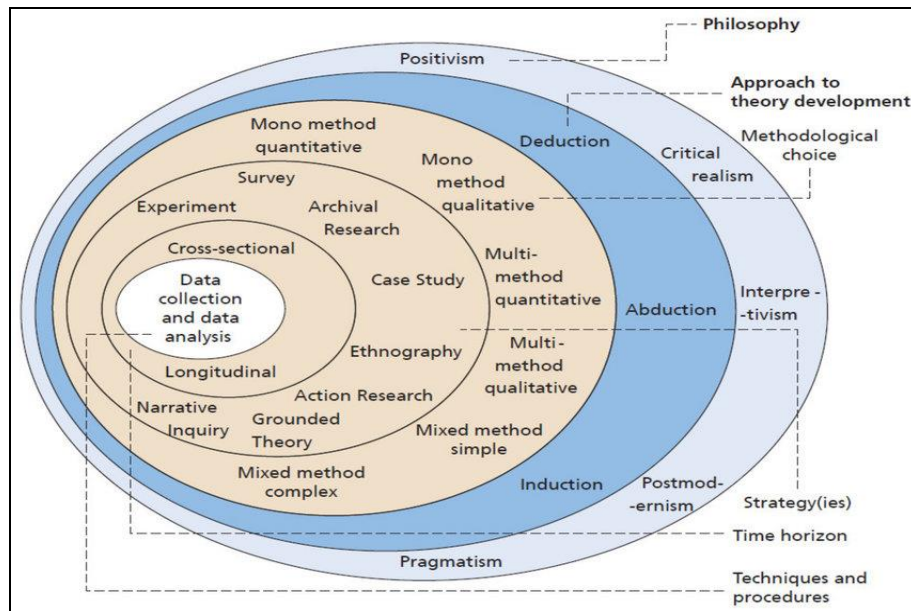 Philosophy
Positivism
Approach to
theory development
Mono method
quantitative
Deduction
Methodological
choice
Critical
realism
Mono
method
qualitative
Survey
Experiment
Archival
Research
Cross-sectional
Multi-
method
quantitative
Case Study
Data
collection
and data
analysis
Interpre -
-tivism
Abduction
Ethnography
Multi-
method
qualitative
Longitudinal
Action Research
Narrative
Inquiry
Grounded
Theory
Mixed method
simple
Mixed method
complex
Induction
Postmod-
-ernism
Strategy(ies)
Time horizon
Pragmatism
Techniques and
procedures